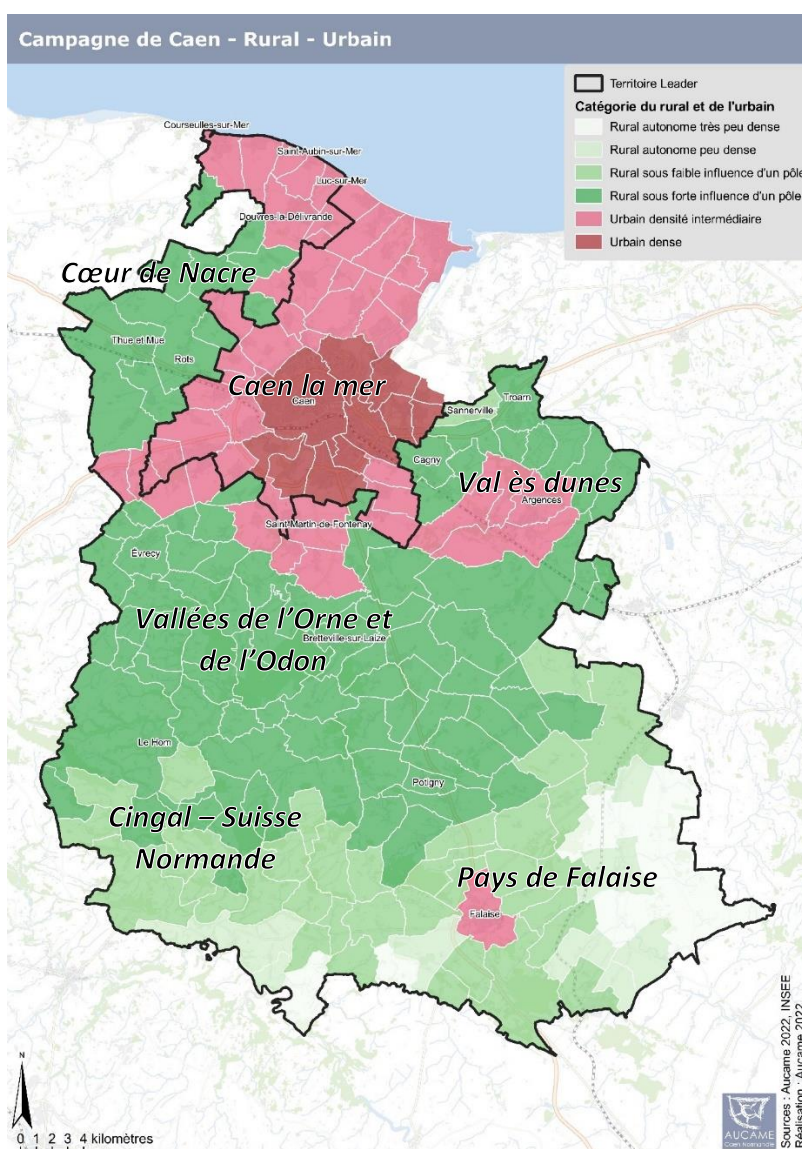 Campagne de Caen - Rural - Urbain
Territoire Leader
Catégorie du rural et de l'urbain
Rural autonome très peu dense
Rural autonome peu dense
Rural sous faible influence d'un pôle
Rural sous forte influence d'un pôle
Urbain densité intermédiaire
Urbain dense
Courseulles-sur-Mer
Saint-Aubin-sur-Mer
Luc-sur-Mer
Douvres-la-Délivrande
Cœur de Nacre
Thue et Mue
Rots
Caen la mer
Caen
Troarn
Sannerville
Cagny
Val ès dunes
Argences
Saint-Martin-de-Fontenay
Évrecy
Vallées de l'Orne et
de l'Odon
Bretteville-sur-Laize
Le Hom
Potigny
Cingal – Suisse
Normande
Pays de Falaise
Falaise
N
0 1 2 3 4 kilomètres
AUCAME
Caen Normandie
Sources : Aucame 2022, INSEE
Réalisation : Aucame 2022